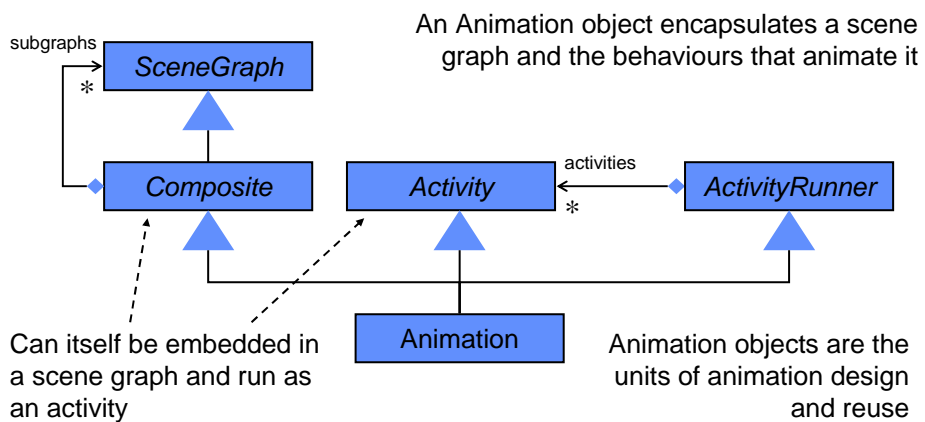 An Animation object encapsulates a scene
graph and the behaviours that animate it
subgraphs
SceneGraph
*
Composite
Activity
activities
*
ActivityRunner
Animation
Can itself be embedded in
a scene graph and run as
an activity
Animation objects are the
units of animation design
and reuse